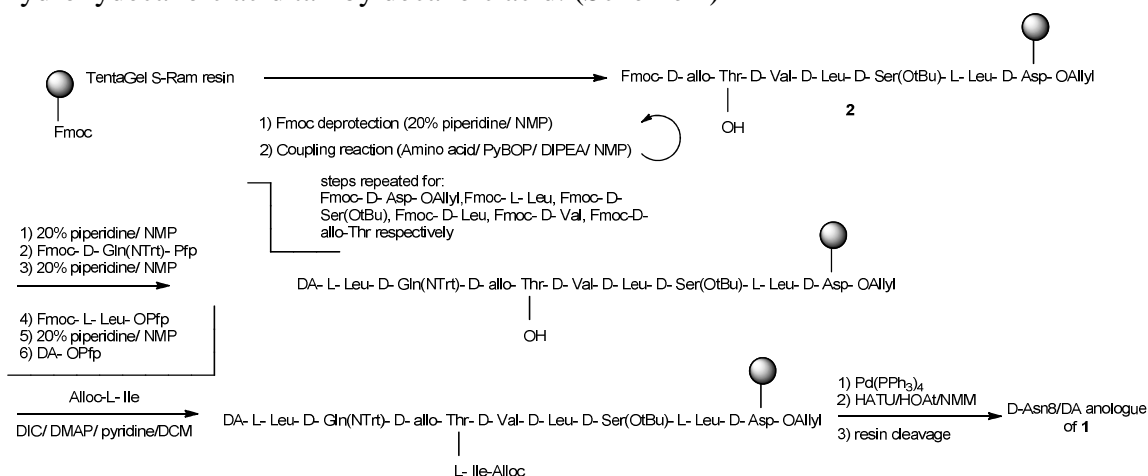 TentaGel S-Ram resin
Fmoc
Fmoc- D- allo- Thr- D- Val- D- Leu- D- Ser(OtBu)- L- Leu- D- Asp- OAllyl
OH
2
1) Fmoc deprotection (20% piperidine/ NMP)
2) Coupling reaction (Amino acid/ PyBOP/ DIPEA/ NMP)
steps repeated for:
Fmoc- D- Asp- OAllyl,Fmoc- L- Leu, Fmoc- D-
Ser(OtBu), Fmoc- D- Leu, Fmoc- D- Val, Fmoc-D-
allo-Thr respectively
1) 20% piperidine/ NMP
2) Fmoc- D- Gln(NTrt)- Pfp
3) 20% piperidine/ NMP
4) Fmoc- L- Leu- OPfp
5) 20% piperidine/ NMP
6) DA- OPfp
DA- L- Leu- D- Gln(NTrt)- D- allo- Thr- D- Val- D- Leu- D- Ser(OtBu)- L- Leu- D- Asp- OAllyl
OH
Alloc-L- Ile
DIC/ DMAP/ pyridine/DCM
DA- L- Leu- D- Gln(NTrt)- D- allo- Thr- D- Val- D- Leu- D- Ser(OtBu)- L- Leu- D- Asp- OAllyl
L- Ile-Alloc
1) Pd(PPh3)4
2) HATU/HOAt/NMM
3) resin cleavage
D-Asn8/DA anologue
of 1